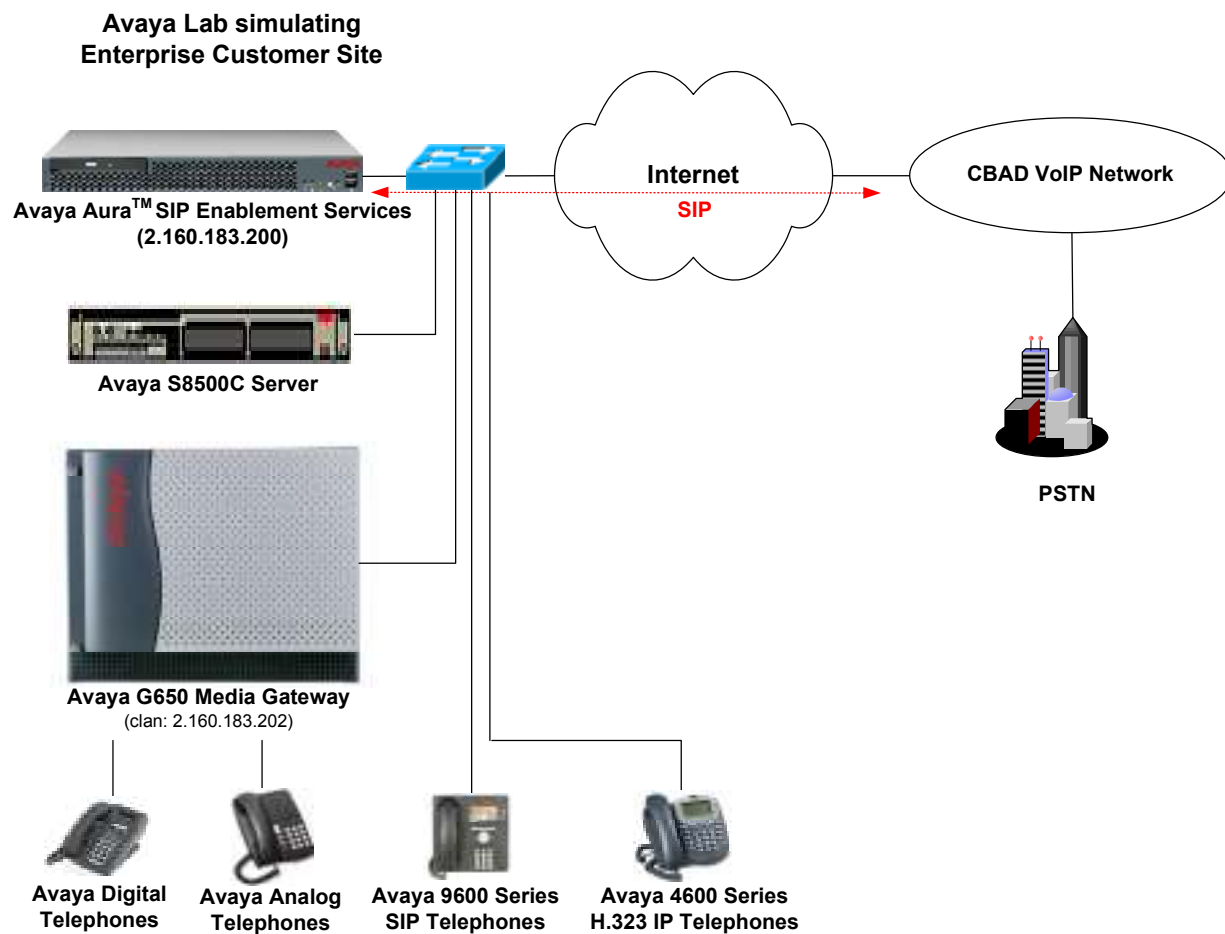 Avaya Lab simulating
Enterprise Customer Site
Internet
SIP
CBAD VoIP Network
Avaya Aura™ SIP Enablement Services
(2.160.183.200)
Avaya S8500C Server
PSTN
Avaya G650 Media Gateway
(clan: 2.160.183.202)
Avaya Digital
Telephones
Avaya Analog
Telephones
Avaya 9600 Series
SIP Telephones
Avaya 4600 Series
H.323 IP Telephones